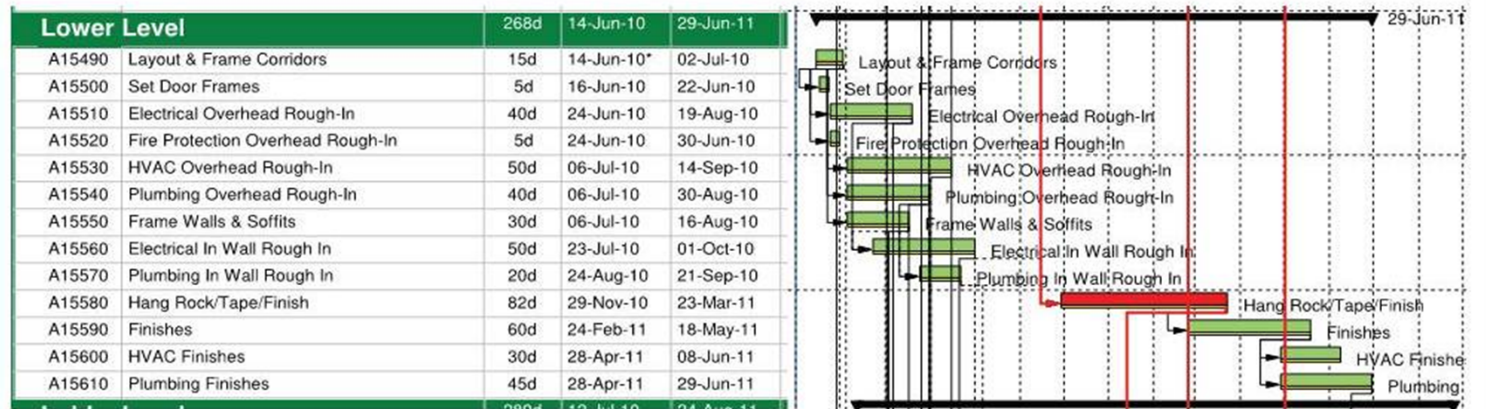 Lower Level 268d 14-Jun-10 29-Jun-11 29-Jun-11
A15490 Layout & Frame Corridors 15d 14-Jun-10* 02-Jul-10 Layout & Frame Corridors
A15500 Set Door Frames 5d 16-Jun-10 22-Jun-10 Set Door Frames
A15510 Electrical Overhead Rough-In 40d 24-Jun-10 19-Aug-10 Electrical Overhead Rough-In
A15520 Fire Protection Overhead Rough-In 5d 24-Jun-10 30-Jun-10 Fire Protection Overhead Rough-In
A15530 HVAC Overhead Rough-In 50d 06-Jul-10 14-Sep-10 HVAC Overhead Rough-In
A15540 Plumbing Overhead Rough-In 40d 06-Jul-10 30-Aug-10 Plumbing Overhead Rough-In
A15550 Frame Walls & Soffits 30d 06-Jul-10 16-Aug-10 Frame Walls & Soffits
A15560 Electrical In Wall Rough In 50d 23-Jul-10 01-Oct-10 Electrical In Wall Rough In
A15570 Plumbing In Wall Rough In 20d 24-Aug-10 21-Sep-10 Plumbing In Wall Rough In
A15580 Hang Rock/Tape/Finish 82d 29-Nov-10 23-Mar-11 Hang Rock/Tape/Finish
A15590 Finishes 60d 24-Feb-11 18-May-11 Finishes
A15600 HVAC Finishes 30d 28-Apr-11 08-Jun-11 HVAC Finishe
A15610 Plumbing Finishes 45d 28-Apr-11 29-Jun-11 Plumbing